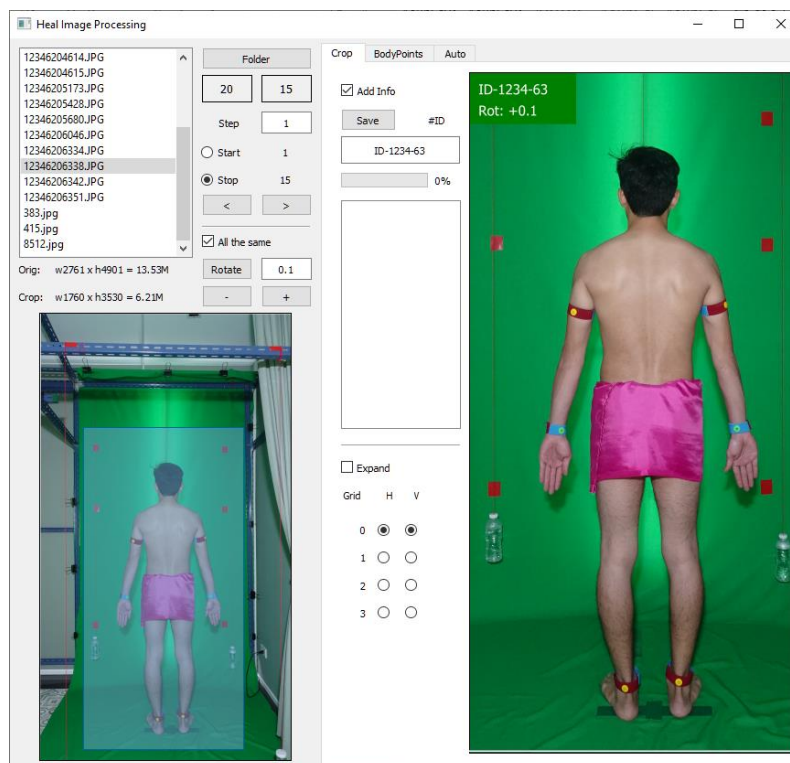 Heal Image Processing
12346204614.JPG
12346204615.JPG
12346205173.JPG
12346205428.JPG
12346205680.JPG
12346206046.JPG
12346206334.JPG
12346206338.JPG
12346206342.JPG
12346206351.JPG
383.jpg
415.jpg
8512.jpg
Orig: w2761 x h4901 = 13.53M
Crop: w1760 x h3530 = 6.21M
Folder
20 15
Step 1
Start 1
Stop 15
< >
All the same
Rotate 0.1
- +
Crop BodyPoints Auto
Add Info
Save #ID
ID-1234-63
0%
Expand
Grid H V
0
1
2
3
ID-1234-63
Rot: +0.1